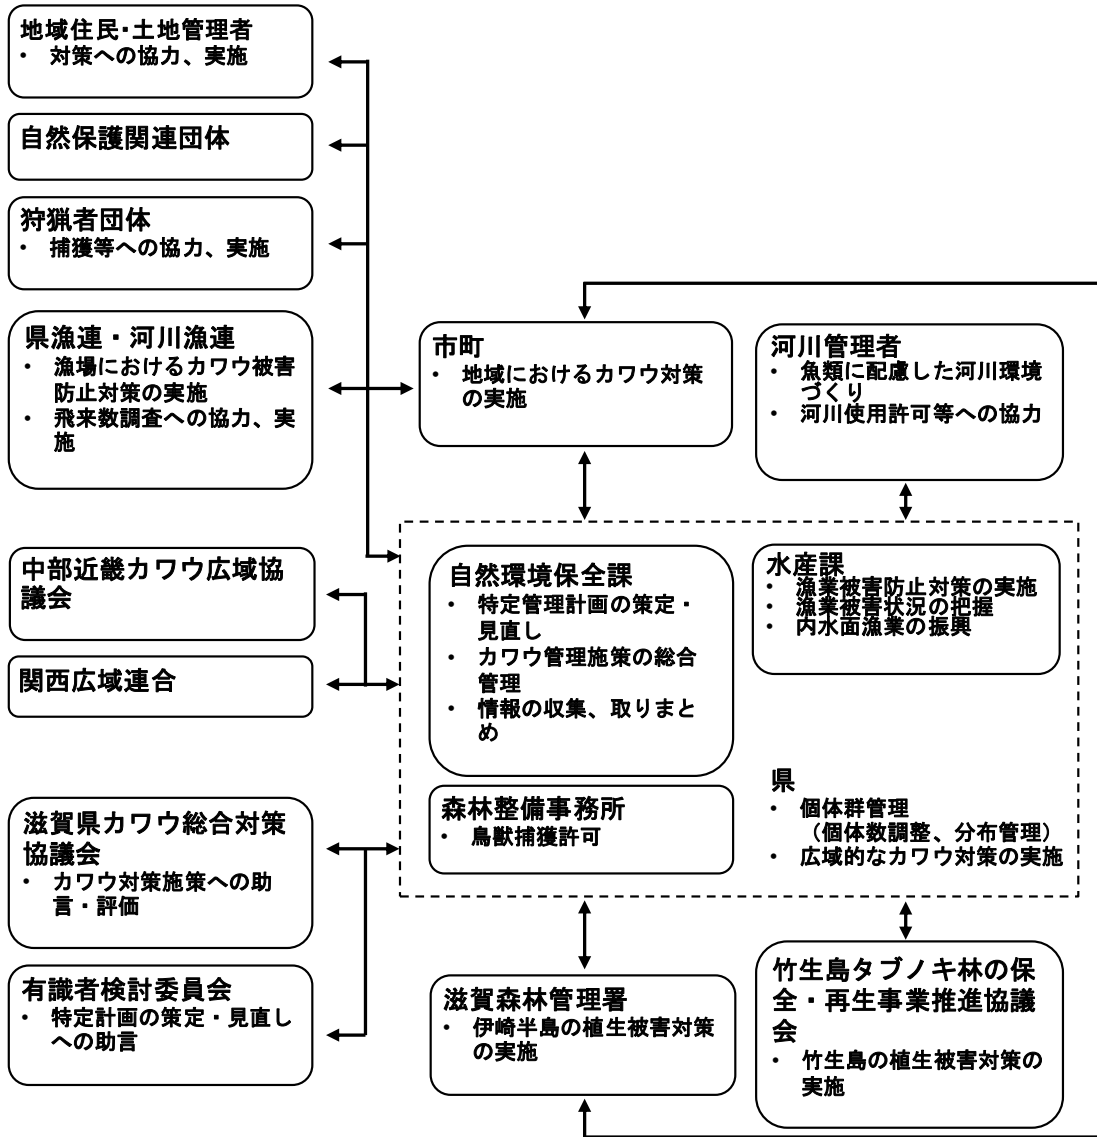 地域住民・土地管理者
・ 対策への協力、実施
自然保護関連団体
狩猟者団体
・ 捕獲等への協力、実施
県漁連・河川漁連
・ 漁場におけるカワウ被害
防止対策の実施
・ 飛来数調査への協力、実
施
市町
・ 地域におけるカワウ対策
の実施
河川管理者
・ 魚類に配慮した河川環境
づくり
・ 河川使用許可等への協力
中部近畿カワウ広域協
議会
関西広域連合
自然環境保全課
・ 特定管理計画の策定・
見直し
・ カワウ管理施策の総合
管理
・ 情報の収集、取りまと
め
水産課
・ 漁業被害防止対策の実施
・ 漁業被害状況の把握
・ 内水面漁業の振興
森林整備事務所
・ 鳥獣捕獲許可
県
・ 個体群管理
（個体数調整、分布管理）
・ 広域的なカワウ対策の実施
滋賀県カワウ総合対策
協議会
・ カワウ対策施策への助
言・評価
有識者検討委員会
・ 特定計画の策定・見直し
への助言
滋賀森林管理署
・ 伊崎半島の植生被害対策
の実施
竹生島タブノキ林の保
全・再生事業推進協議
会
・ 竹生島の植生被害対策の
実施